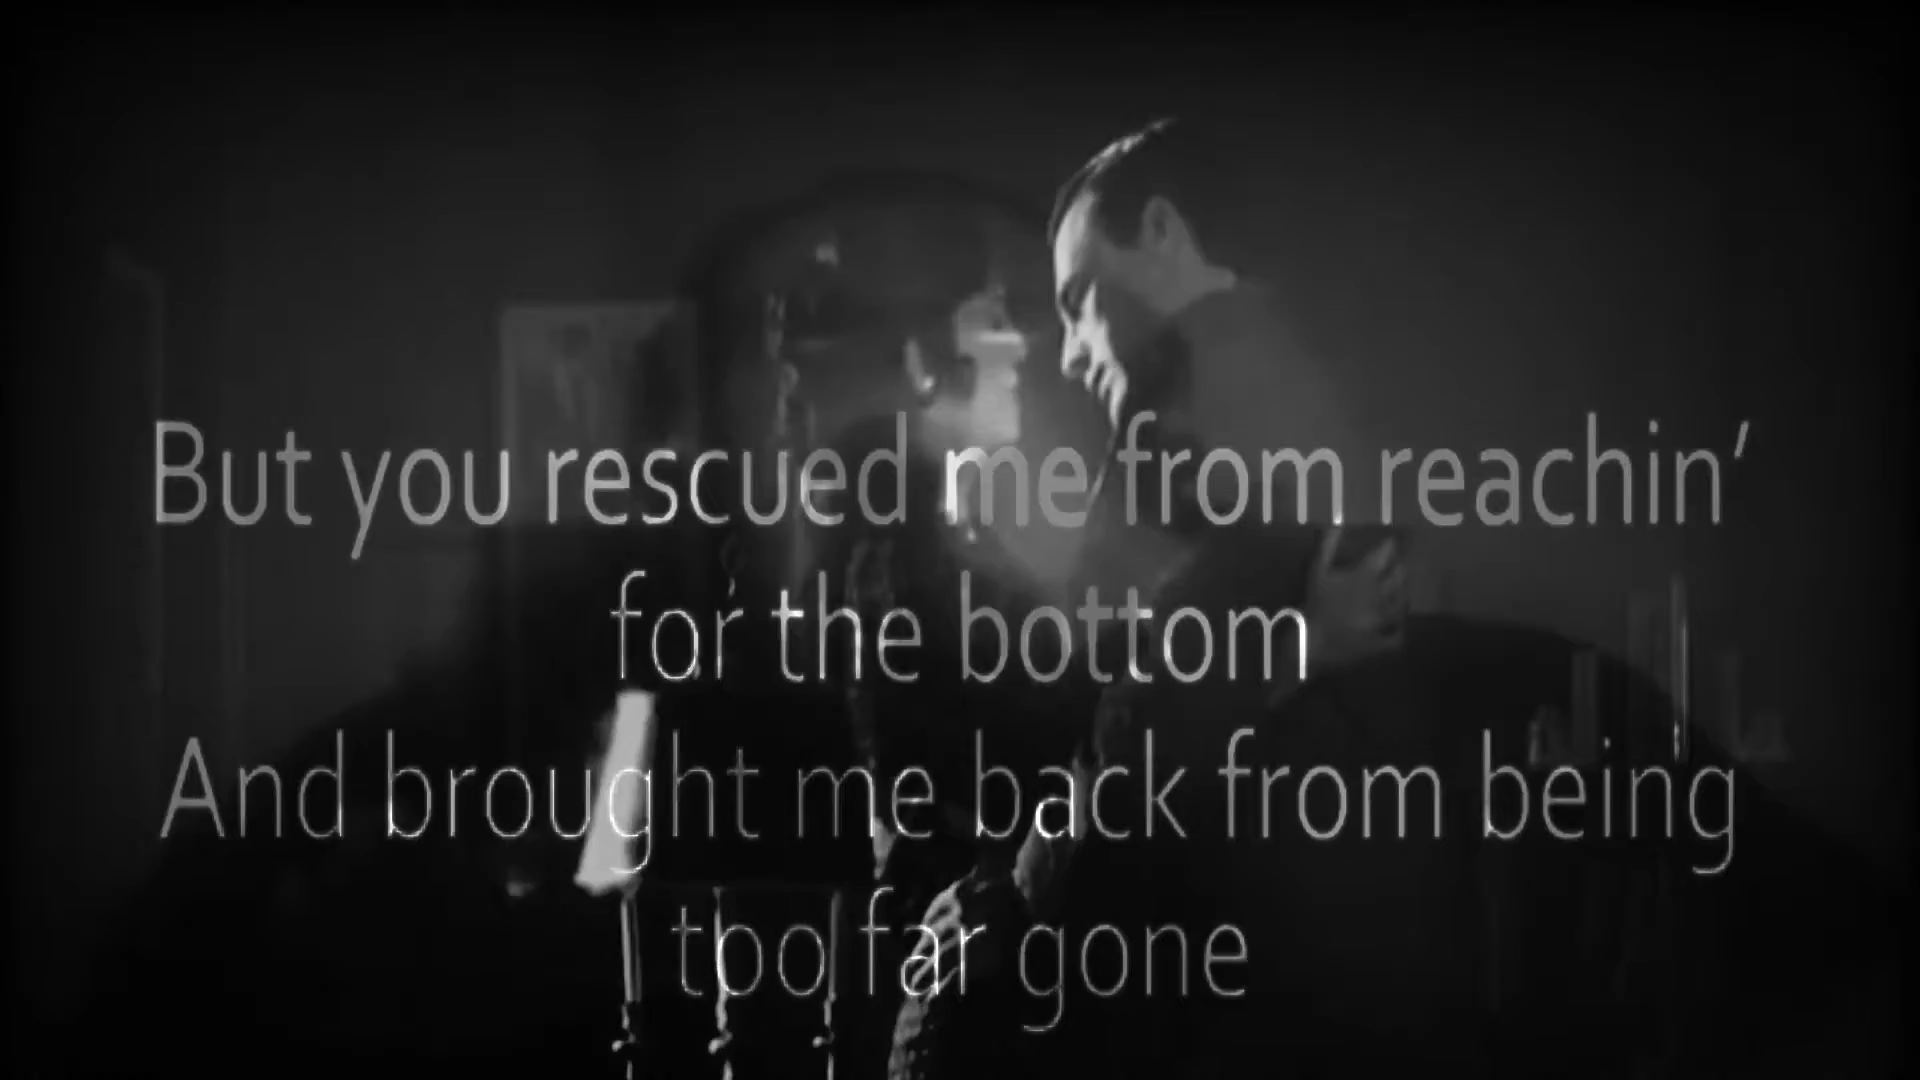 But you rescued me from reachin'
for the bottom
And brought me back from being
too far gone